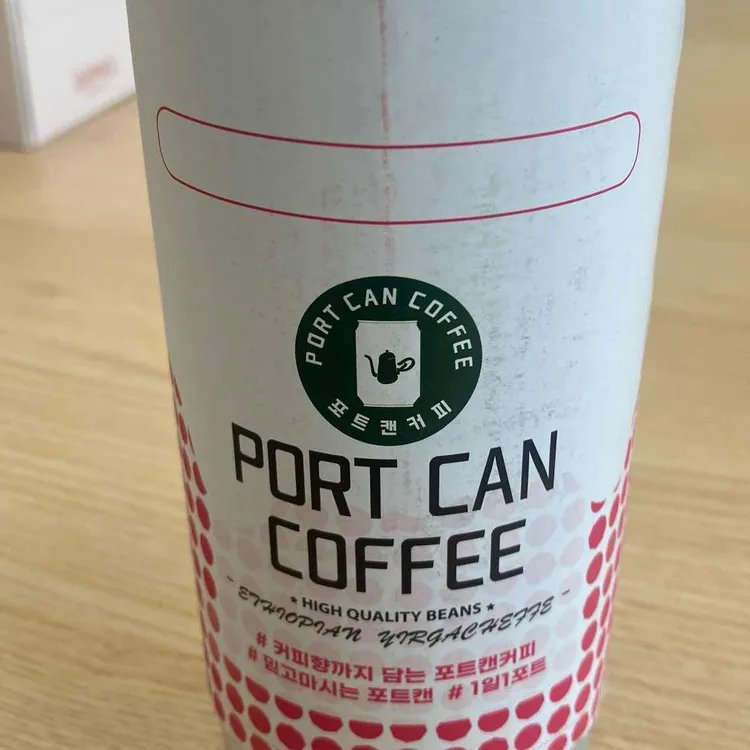 PORT CAN COFFEE
포트캔커피
PORT CAN
COFFEE
★ HIGH QUALITY BEANS ★
- ETHIOPIAN YIRGACHEFFE -
# 커피향까지 담는 포트캔커피
# 믿고마시는 포트캔 # 1일1포트